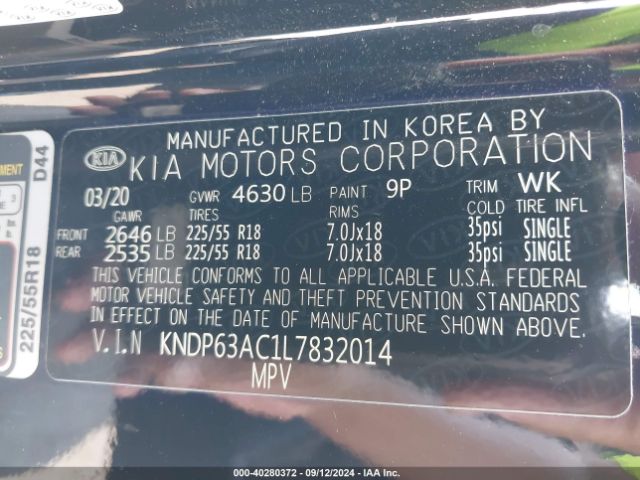 MANUFACTURED IN KOREA BY
KIA KIA MOTORS CORPORATION
03/20 GVWR 4630 LB PAINT 9P TRIM WK
GAWR TIRES RIMS COLD TIRE INFL
FRONT 2646 LB 225/55 R18 7.0Jx18 35psi SINGLE
REAR 2535 LB 225/55 R18 7.0Jx18 35psi SINGLE
THIS VEHICLE CONFORMS TO ALL APPLICABLE U.S.A. FEDERAL
MOTOR VEHICLE SAFETY AND THEFT PREVENTION STANDARDS
IN EFFECT ON THE DATE OF MANUFACTURE SHOWN ABOVE.
V.I.N KNDP63AC1L7832014
MPV
D44
225/55R18
000-40280372 - 09/12/2024 - IAA Inc.